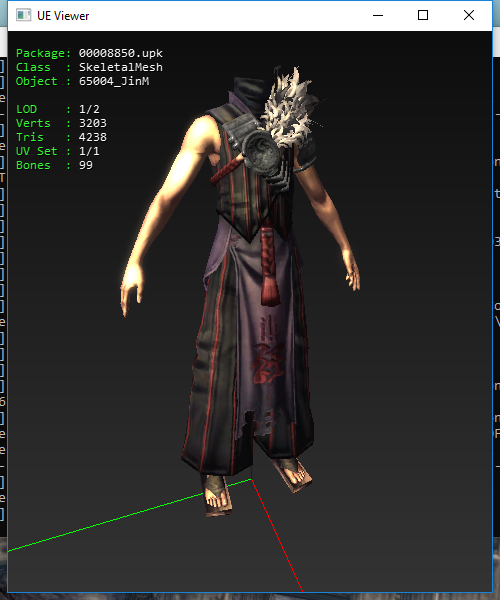 UE Viewer
Package: 00008850.upk
Class : SkeletalMesh
Object : 65004_JinM
LOD : 1/2
Verts : 3203
Tris : 4238
UV Set : 1/1
Bones : 99